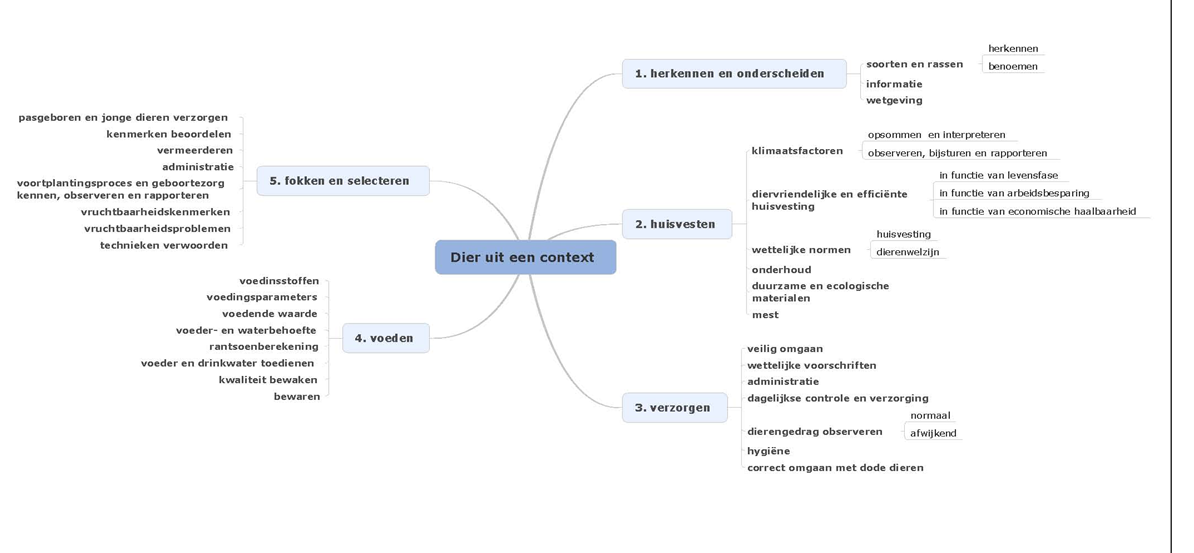 Dier uit een context
1. herkennen en onderscheiden
soorten en rassen
herkennen
benoemen
informatie
wetgeving
2. huisvesten
klimaatsfactoren
opsommen en interpreteren
observeren, bijsturen en rapporteren
diervriendelijke en efficiënte
huisvesting
in functie van levensfase
in functie van arbeidsbesparing
in functie van economische haalbaarheid
wettelijke normen
huisvesting
dierenwelzijn
onderhoud
duurzame en ecologische
materialen
mest
3. verzorgen
veilig omgaan
wettelijke voorschriften
administratie
dagelijkse controle en verzorging
dierengedrag observeren
normaal
afwijkend
hygiëne
correct omgaan met dode dieren
4. voeden
voedinsstoffen
voedingsparameters
voedende waarde
voeder- en waterbehoefte
rantsoenberekening
voeder en drinkwater toedienen
kwaliteit bewaken
bewaren
5. fokken en selecteren
pasgeboren en jonge dieren verzorgen
kenmerken beoordelen
vermeerderen
administratie
voortplantingsproces en geboortezorg
kennen, observeren en rapporteren
vruchtbaarheidskenmerken
vruchtbaarheidsproblemen
technieken verwoorden